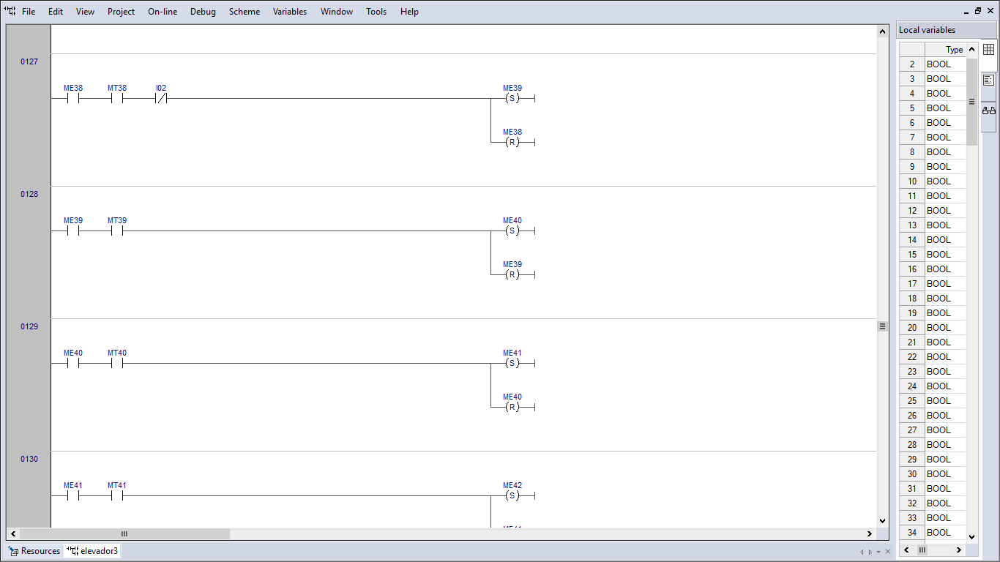 File Edit View Project On-line Debug Scheme Variables Window Tools Help
Local variables
Type
2 BOOL
3 BOOL
4 BOOL
5 BOOL
6 BOOL
7 BOOL
8 BOOL
9 BOOL
10 BOOL
11 BOOL
12 BOOL
13 BOOL
14 BOOL
15 BOOL
16 BOOL
17 BOOL
18 BOOL
19 BOOL
20 BOOL
21 BOOL
22 BOOL
23 BOOL
24 BOOL
25 BOOL
26 BOOL
27 BOOL
28 BOOL
29 BOOL
30 BOOL
31 BOOL
32 BOOL
33 BOOL
34 BOOL
0127
ME38 MT38 I02 ME39
S
ME38
R
0128
ME39 MT39 ME40
S
ME39
R
0129
ME40 MT40 ME41
S
ME40
R
0130
ME41 MT41 ME42
S
Resources elevador3